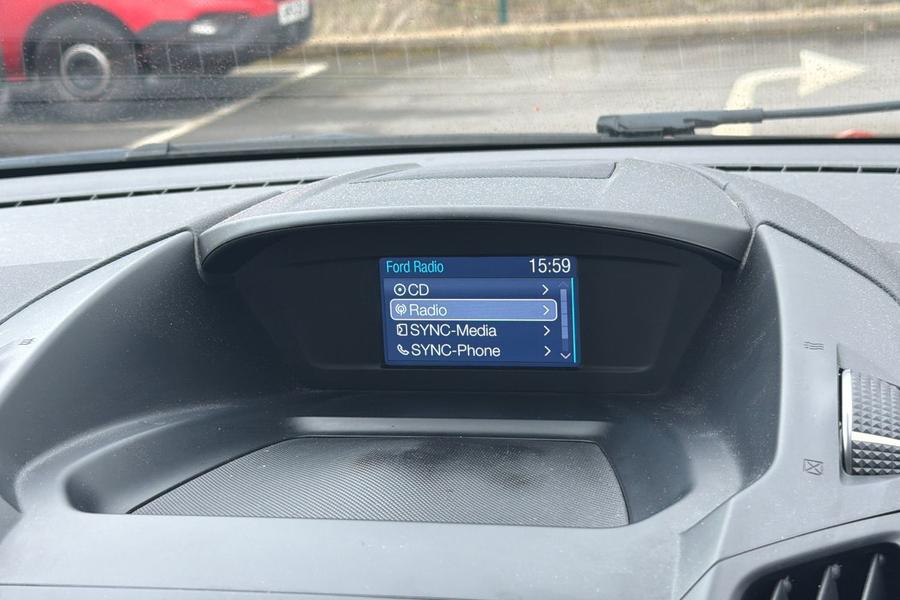 Ford Radio 15:59
CD
Radio
SYNC-Media
SYNC-Phone